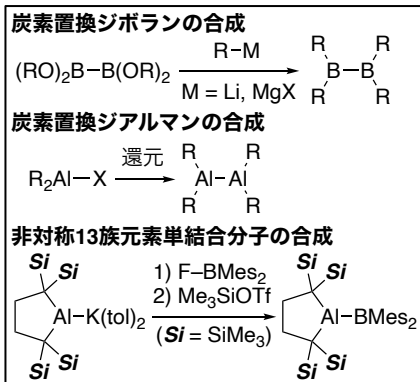 炭素置換ジボランの合成
(RO)₂B–B(OR)₂
R–M
M = Li, MgX
R R
B–B
R R
炭素置換ジアルマンの合成
R₂Al–X
還元
R R
Al–Al
R R
非対称13族元素単結合分子の合成
Si Si
Al–K(tol)₂
Si Si
1) F–BMes₂
2) Me₃SiOTf
(Si = SiMe₃)
Si Si
Al–BMes₂
Si Si